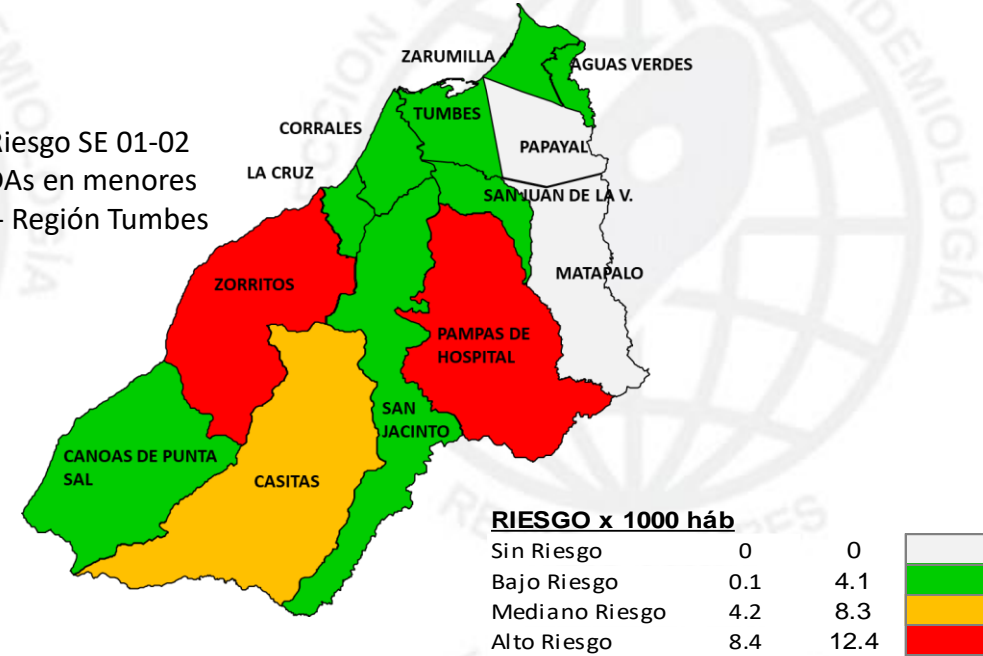 Riesgo SE 01-02
DAs en menores
- Región Tumbes
ZARUMILLA
AGUAS VERDES
TUMBES
CORRALES
PAPAYAL
LA CRUZ
SAN JUAN DE LA V.
MATAPALO
ZORRITOS
PAMPAS DE
HOSPITAL
SAN
JACINTO
CANOAS DE PUNTA
SAL
CASITAS
RIESGO x 1000 háb
Sin Riesgo 0 0
Bajo Riesgo 0.1 4.1
Mediano Riesgo 4.2 8.3
Alto Riesgo 8.4 12.4